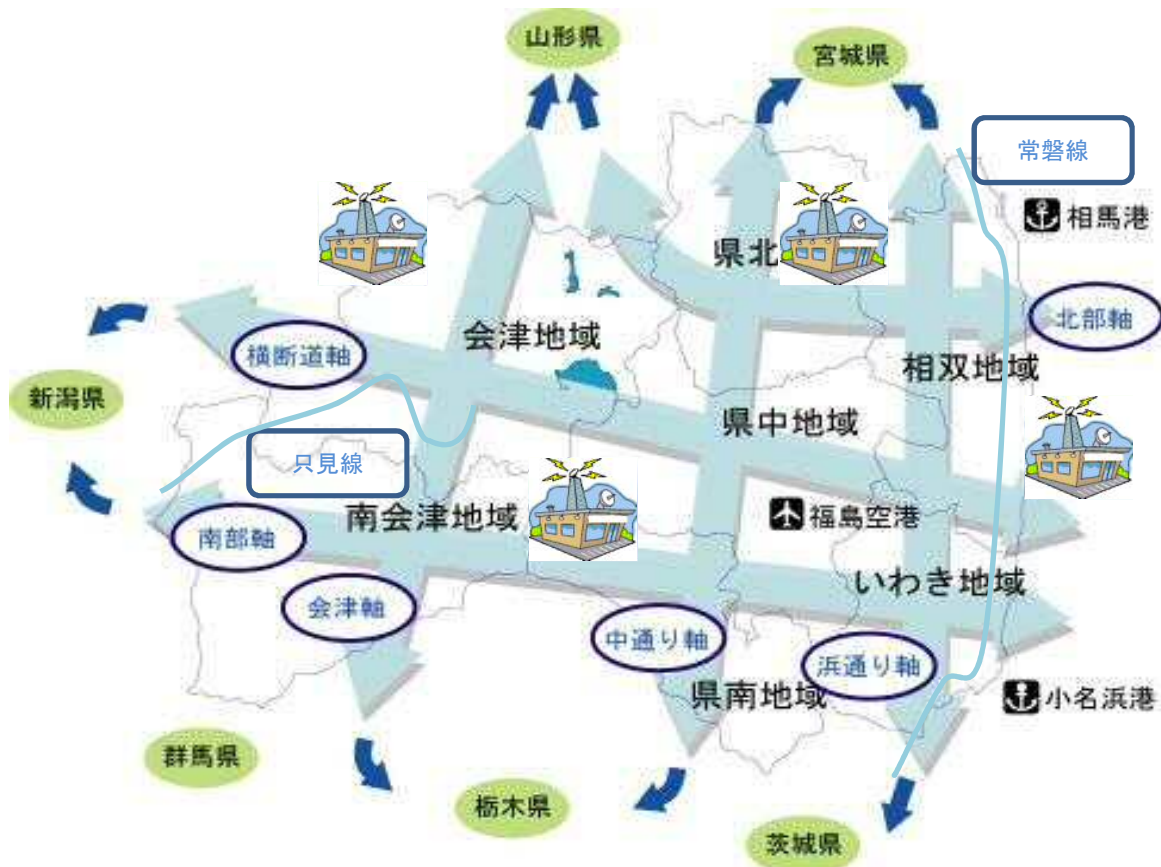 山形県
宮城県
常磐線
相馬港
県北
北部軸
会津地域
横断道軸
相双地域
新潟県
県中地域
只見線
南会津地域
福島空港
南部軸
いわき地域
会津軸
中通り軸
浜通り軸
県南地域
小名浜港
群馬県
栃木県
茨城県